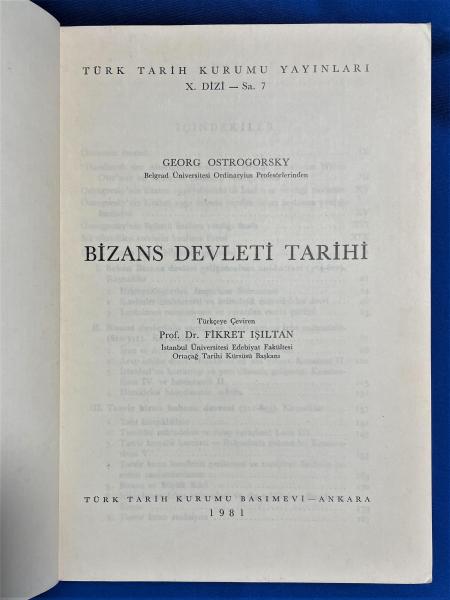 TÜRK TARİH KURUMU YAYINLARI
X. DİZİ — Sa. 7
GEORG OSTROGORSKY
Belgrad Üniversitesi Ordinaryüs Profesörlerinden
BİZANS DEVLETİ TARİHİ
Türkçeye Çeviren
Prof. Dr. FİKRET IŞILTAN
İstanbul Üniversitesi Edebiyat Fakültesi
Ortaçağ Tarihi Kürsüsü Başkanı
TÜRK TARİH KURUMU BASIMEVİ—ANKARA
1981